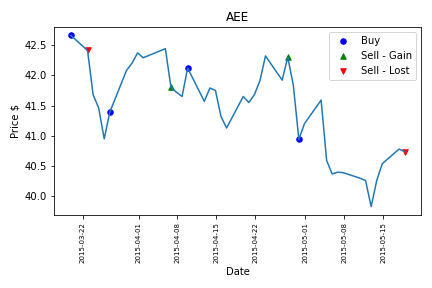 AEE
Buy
Sell - Gain
Sell - Lost
Price $
42.5
42.0
41.5
41.0
40.5
40.0
2015-03-22
2015-04-01
2015-04-08
2015-04-15
2015-04-22
2015-05-01
2015-05-08
2015-05-15
Date